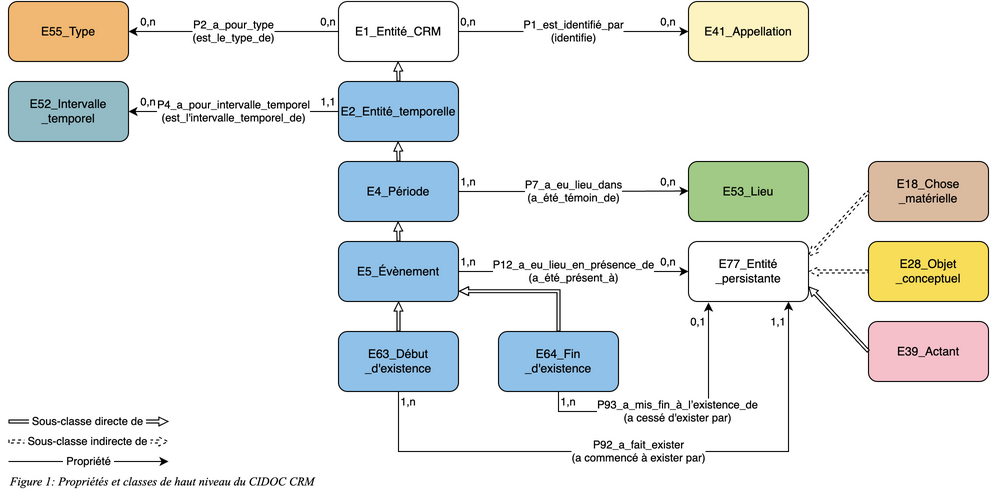 E55_Type
0,n
P2_a_pour_type
(est_le_type_de)
0,n
E1_Entité_CRM
0,n
P1_est_identifié_par
(identifie)
0,n
E41_Appellation
E52_Intervalle
_temporel
0,n
P4_a_pour_intervalle_temporel
(est_l'intervalle_temporel_de)
1,1
E2_Entité_temporelle
E4_Période
1,n
P7_a_eu_lieu_dans
(a_été_témoin_de)
0,n
E53_Lieu
E18_Chose
_matérielle
E5_Évènement
1,n
P12_a_eu_lieu_en_présence_de
(a_été_présent_à)
0,n
E77_Entité
_persistante
E28_Objet
_conceptuel
0,1
1,1
E63_Début
_d'existence
E64_Fin
_d'existence
E39_Actant
1,n
1,n
P93_a_mis_fin_à_l'existence_de
(a cessé d'exister par)
P92_a_fait_exister
(a commencé à exister par)
Sous-classe directe de
Sous-classe indirecte de
Propriété
Figure 1: Propriétés et classes de haut niveau du CIDOC CRM